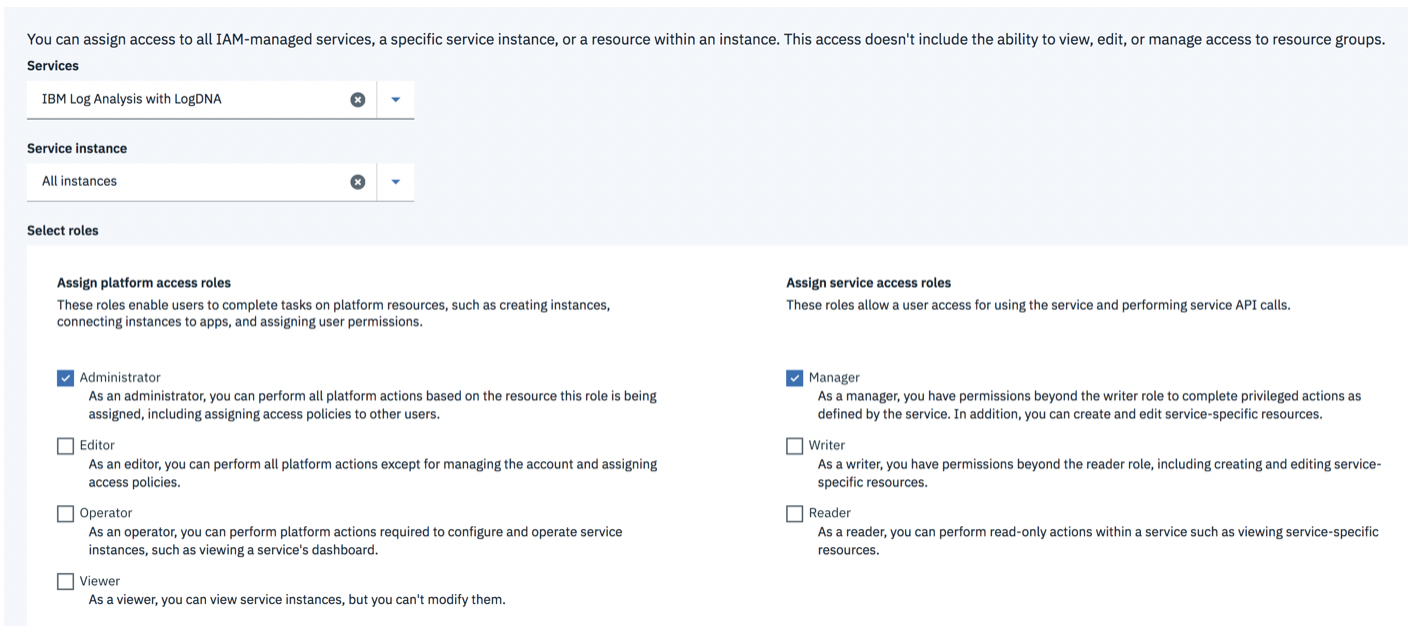 You can assign access to all IAM-managed services, a specific service instance, or a resource within an instance. This access doesn't include the ability to view, edit, or manage access to resource groups.
Services
IBM Log Analysis with LogDNA
Service instance
All instances
Select roles
Assign platform access roles
These roles enable users to complete tasks on platform resources, such as creating instances,
connecting instances to apps, and assigning user permissions.
Administrator
As an administrator, you can perform all platform actions based on the resource this role is being
assigned, including assigning access policies to other users.
Editor
As an editor, you can perform all platform actions except for managing the account and assigning
access policies.
Operator
As an operator, you can perform platform actions required to configure and operate service
instances, such as viewing a service's dashboard.
Viewer
As a viewer, you can view service instances, but you can't modify them.
Assign service access roles
These roles allow a user access for using the service and performing service API calls.
Manager
As a manager, you have permissions beyond the writer role to complete privileged actions as
defined by the service. In addition, you can create and edit service-specific resources.
Writer
As a writer, you have permissions beyond the reader role, including creating and editing service-
specific resources.
Reader
As a reader, you can perform read-only actions within a service such as viewing service-specific
resources.